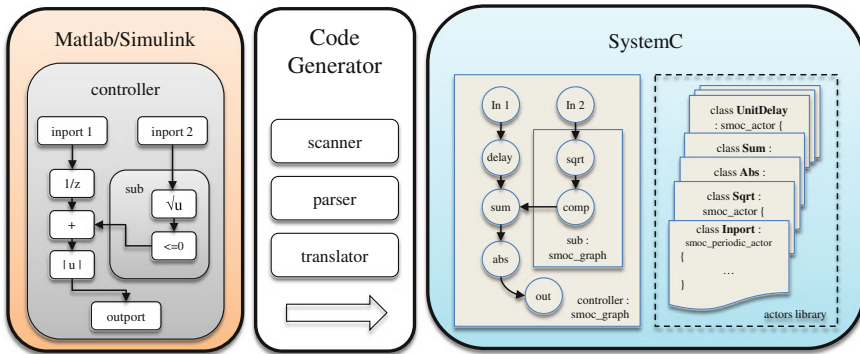 Matlab/Simulink
controller
inport 1
inport 2
1/z
sub
√u
+
<=0
| u |
outport
Code
Generator
scanner
parser
translator
SystemC
In 1
In 2
delay
sqrt
sum
comp
sub :
smoc_graph
abs
out
controller :
smoc_graph
class UnitDelay
: smoc_actor {
class Sum :
class Abs :
class Sqrt :
smoc_actor {
class Inport :
smoc_periodic_actor
{
...
}
actors library